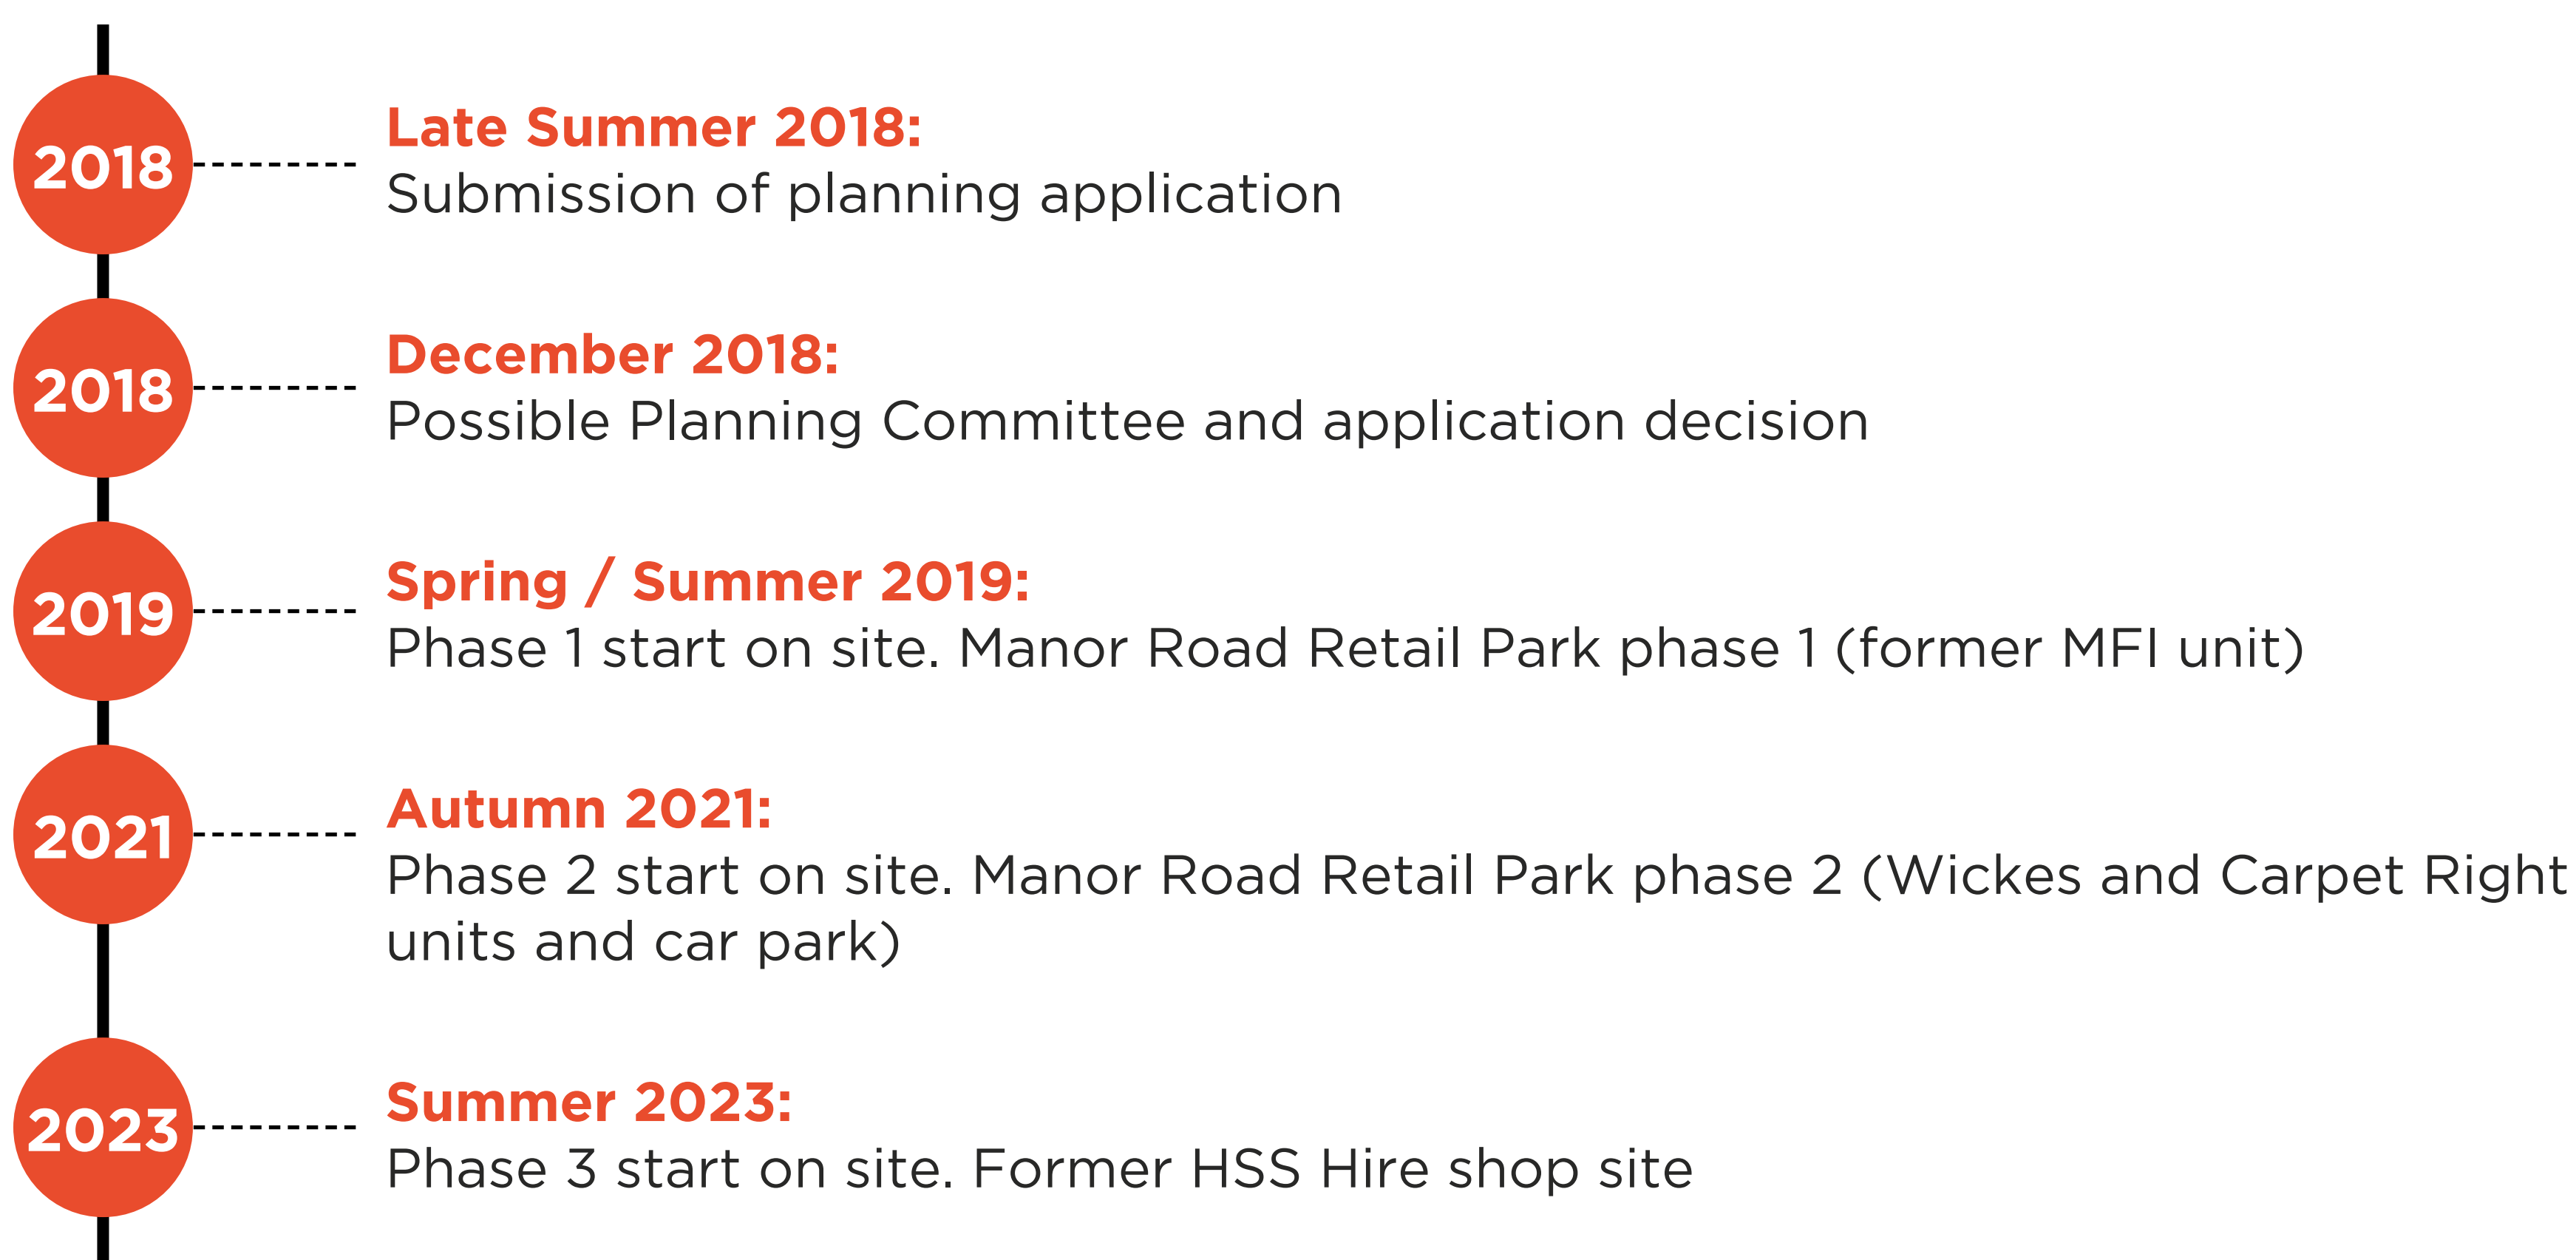 2018
Late Summer 2018:
Submission of planning application
2018
December 2018:
Possible Planning Committee and application decision
2019
Spring / Summer 2019:
Phase 1 start on site. Manor Road Retail Park phase 1 (former MFI unit)
2021
Autumn 2021:
Phase 2 start on site. Manor Road Retail Park phase 2 (Wickes and Carpet Right
units and car park)
2023
Summer 2023:
Phase 3 start on site. Former HSS Hire shop site